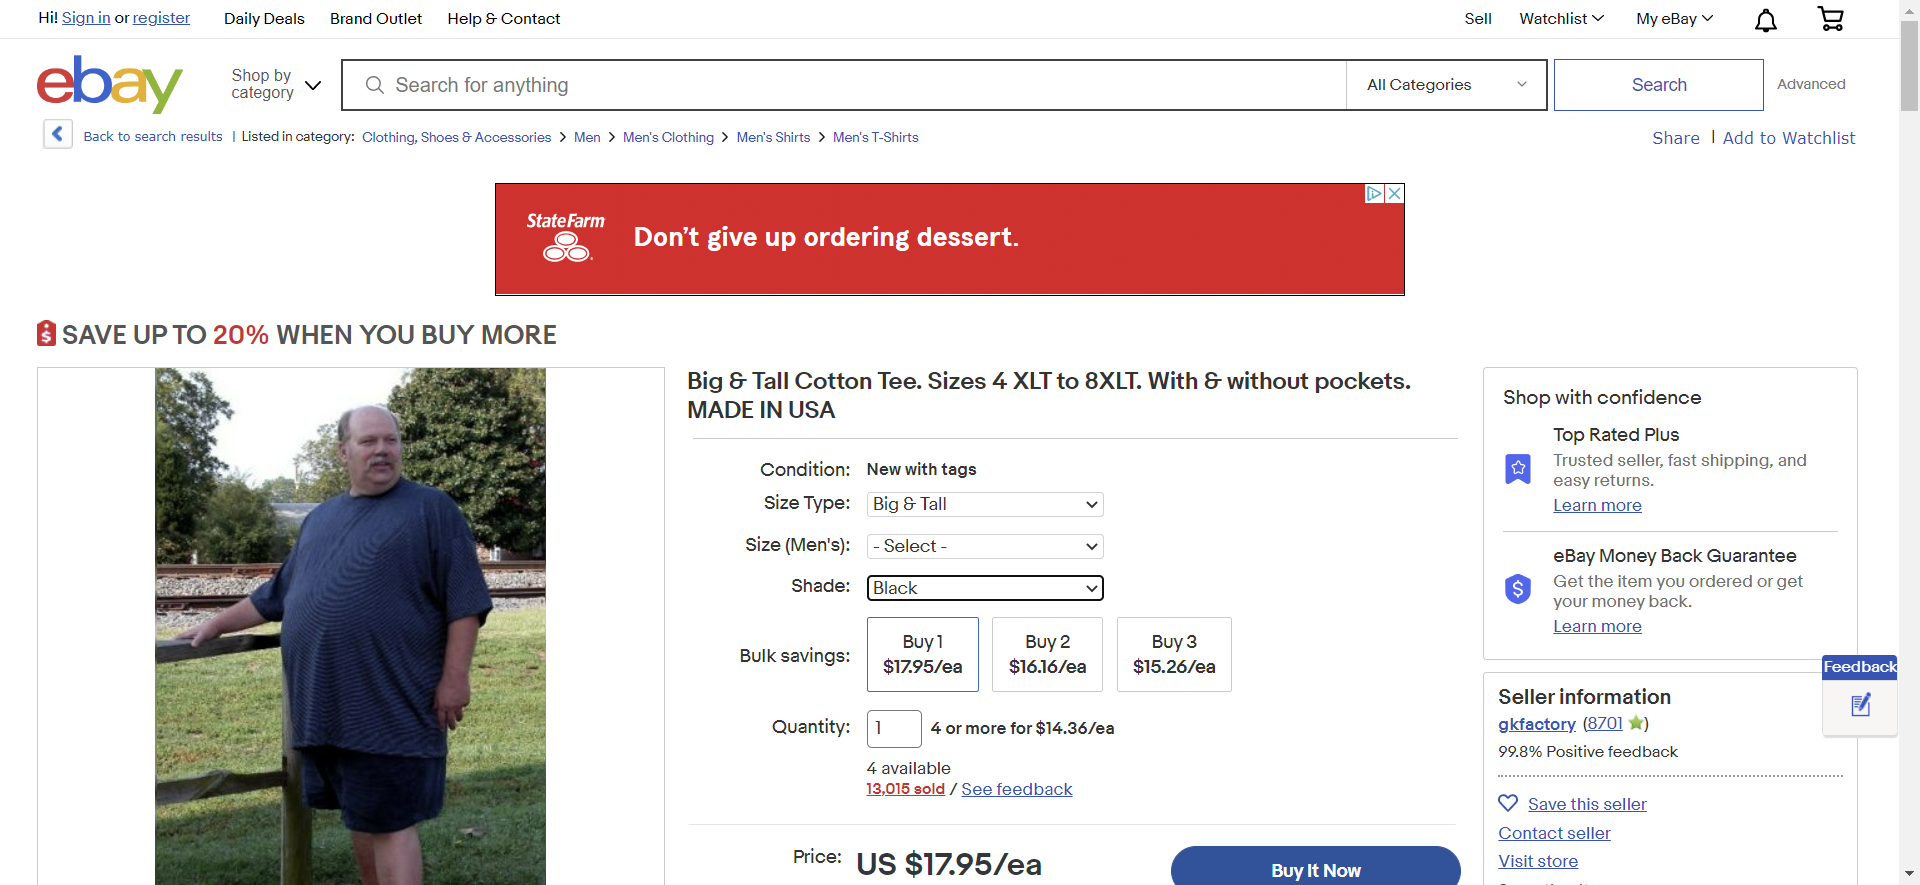 Hi! Sign in or register Daily Deals Brand Outlet Help & Contact Sell Watchlist My eBay
ebay Shop by category Search for anything All Categories Search Advanced
Back to search results | Listed in category: Clothing, Shoes & Accessories > Men > Men's Clothing > Men's Shirts > Men's T-Shirts Share | Add to Watchlist
State Farm Don't give up ordering dessert.
$ SAVE UP TO 20% WHEN YOU BUY MORE
Big & Tall Cotton Tee. Sizes 4 XLT to 8XLT. With & without pockets.
MADE IN USA
Condition: New with tags
Size Type: Big & Tall
Size (Men's): - Select -
Shade: Black
Bulk savings:
Buy 1
$17.95/ea
Buy 2
$16.16/ea
Buy 3
$15.26/ea
Quantity: 1 4 or more for $14.36/ea
4 available
13,015 sold / See feedback
Price: US $17.95/ea Buy It Now
Shop with confidence
Top Rated Plus
Trusted seller, fast shipping, and
easy returns.
Learn more
eBay Money Back Guarantee
$ Get the item you ordered or get
your money back.
Learn more
Feedback
Seller information
gkfactory (8701)
99.8% Positive feedback
Save this seller
Contact seller
Visit store